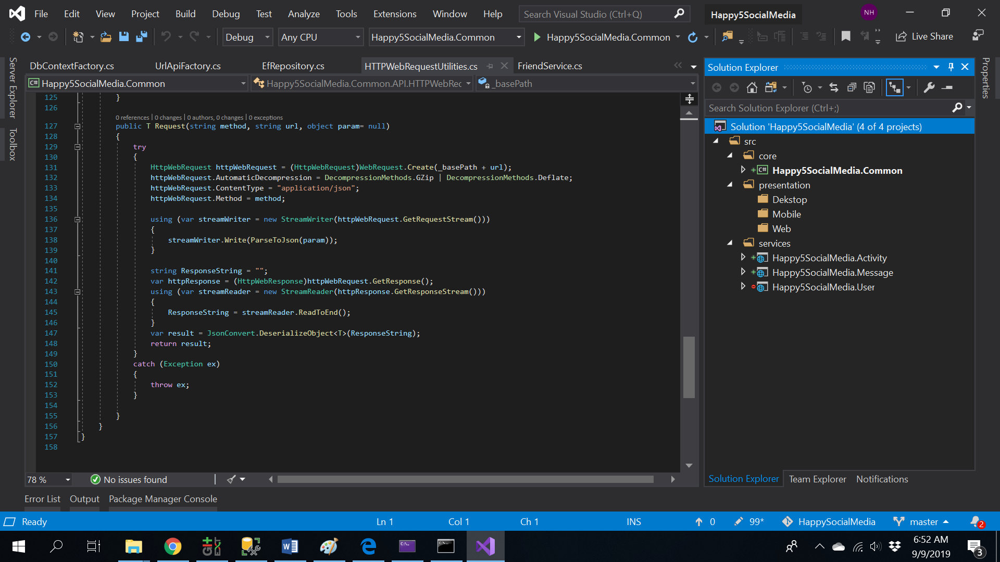 File Edit View Project Build Debug Test Analyze Tools Extensions Window Help Search Visual Studio (Ctrl+Q) Happy5SocialMedia NH
Debug Any CPU Happy5SocialMedia.Common Happy5SocialMedia.Common Live Share
Server Explorer
Toolbox
DbContextFactory.cs UrlApiFactory.cs EfRepository.cs HTTPWebRequestUtilities.cs FriendService.cs
C# Happy5SocialMedia.Common Happy5SocialMedia.Common.API.HTTPWebRec _basePath
125 }
126
0 references | 0 changes | 0 authors, 0 changes | 0 exceptions
127 public T Request(string method, string url, object param= null)
128 {
129 try
130 {
131 HttpWebRequest httpWebRequest = (HttpWebRequest)WebRequest.Create(_basePath + url);
132 httpWebRequest.AutomaticDecompression = DecompressionMethods.GZip | DecompressionMethods.Deflate;
133 httpWebRequest.ContentType = "application/json";
134 httpWebRequest.Method = method;
135
136 using (var streamWriter = new StreamWriter(httpWebRequest.GetRequestStream()))
137 {
138 streamWriter.Write(ParseToJson(param));
139 }
140
141 string ResponseString = "";
142 var httpResponse = (HttpWebResponse)httpWebRequest.GetResponse();
143 using (var streamReader = new StreamReader(httpResponse.GetResponseStream()))
144 {
145 ResponseString = streamReader.ReadToEnd();
146 }
147 var result = JsonConvert.DeserializeObject<T>(ResponseString);
148 return result;
149 }
150 catch (Exception ex)
151 {
152 throw ex;
153 }
154
155 }
156 }
157 }
158
78 % No issues found
Solution Explorer
Search Solution Explorer (Ctrl+;)
Solution 'Happy5SocialMedia' (4 of 4 projects)
src
core
C# Happy5SocialMedia.Common
presentation
Dekstop
Mobile
Web
services
Happy5SocialMedia.Activity
Happy5SocialMedia.Message
Happy5SocialMedia.User
Solution Explorer Team Explorer Notifications
Properties
Error List Output Package Manager Console
Ready Ln 1 Col 1 Ch 1 INS 0 99* HappySocialMedia master 2
6:52 AM
9/9/2019
3